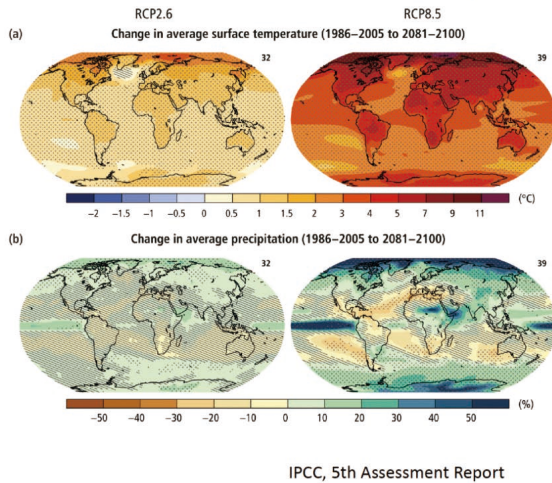 RCP2.6 RCP8.5
(a) Change in average surface temperature (1986–2005 to 2081–2100)
32 39
−2 −1.5 −1 −0.5 0 0.5 1 1.5 2 3 4 5 7 9 11 (°C)
(b) Change in average precipitation (1986–2005 to 2081–2100)
32 39
−50 −40 −30 −20 −10 0 10 20 30 40 50 (%)
IPCC, 5th Assessment Report